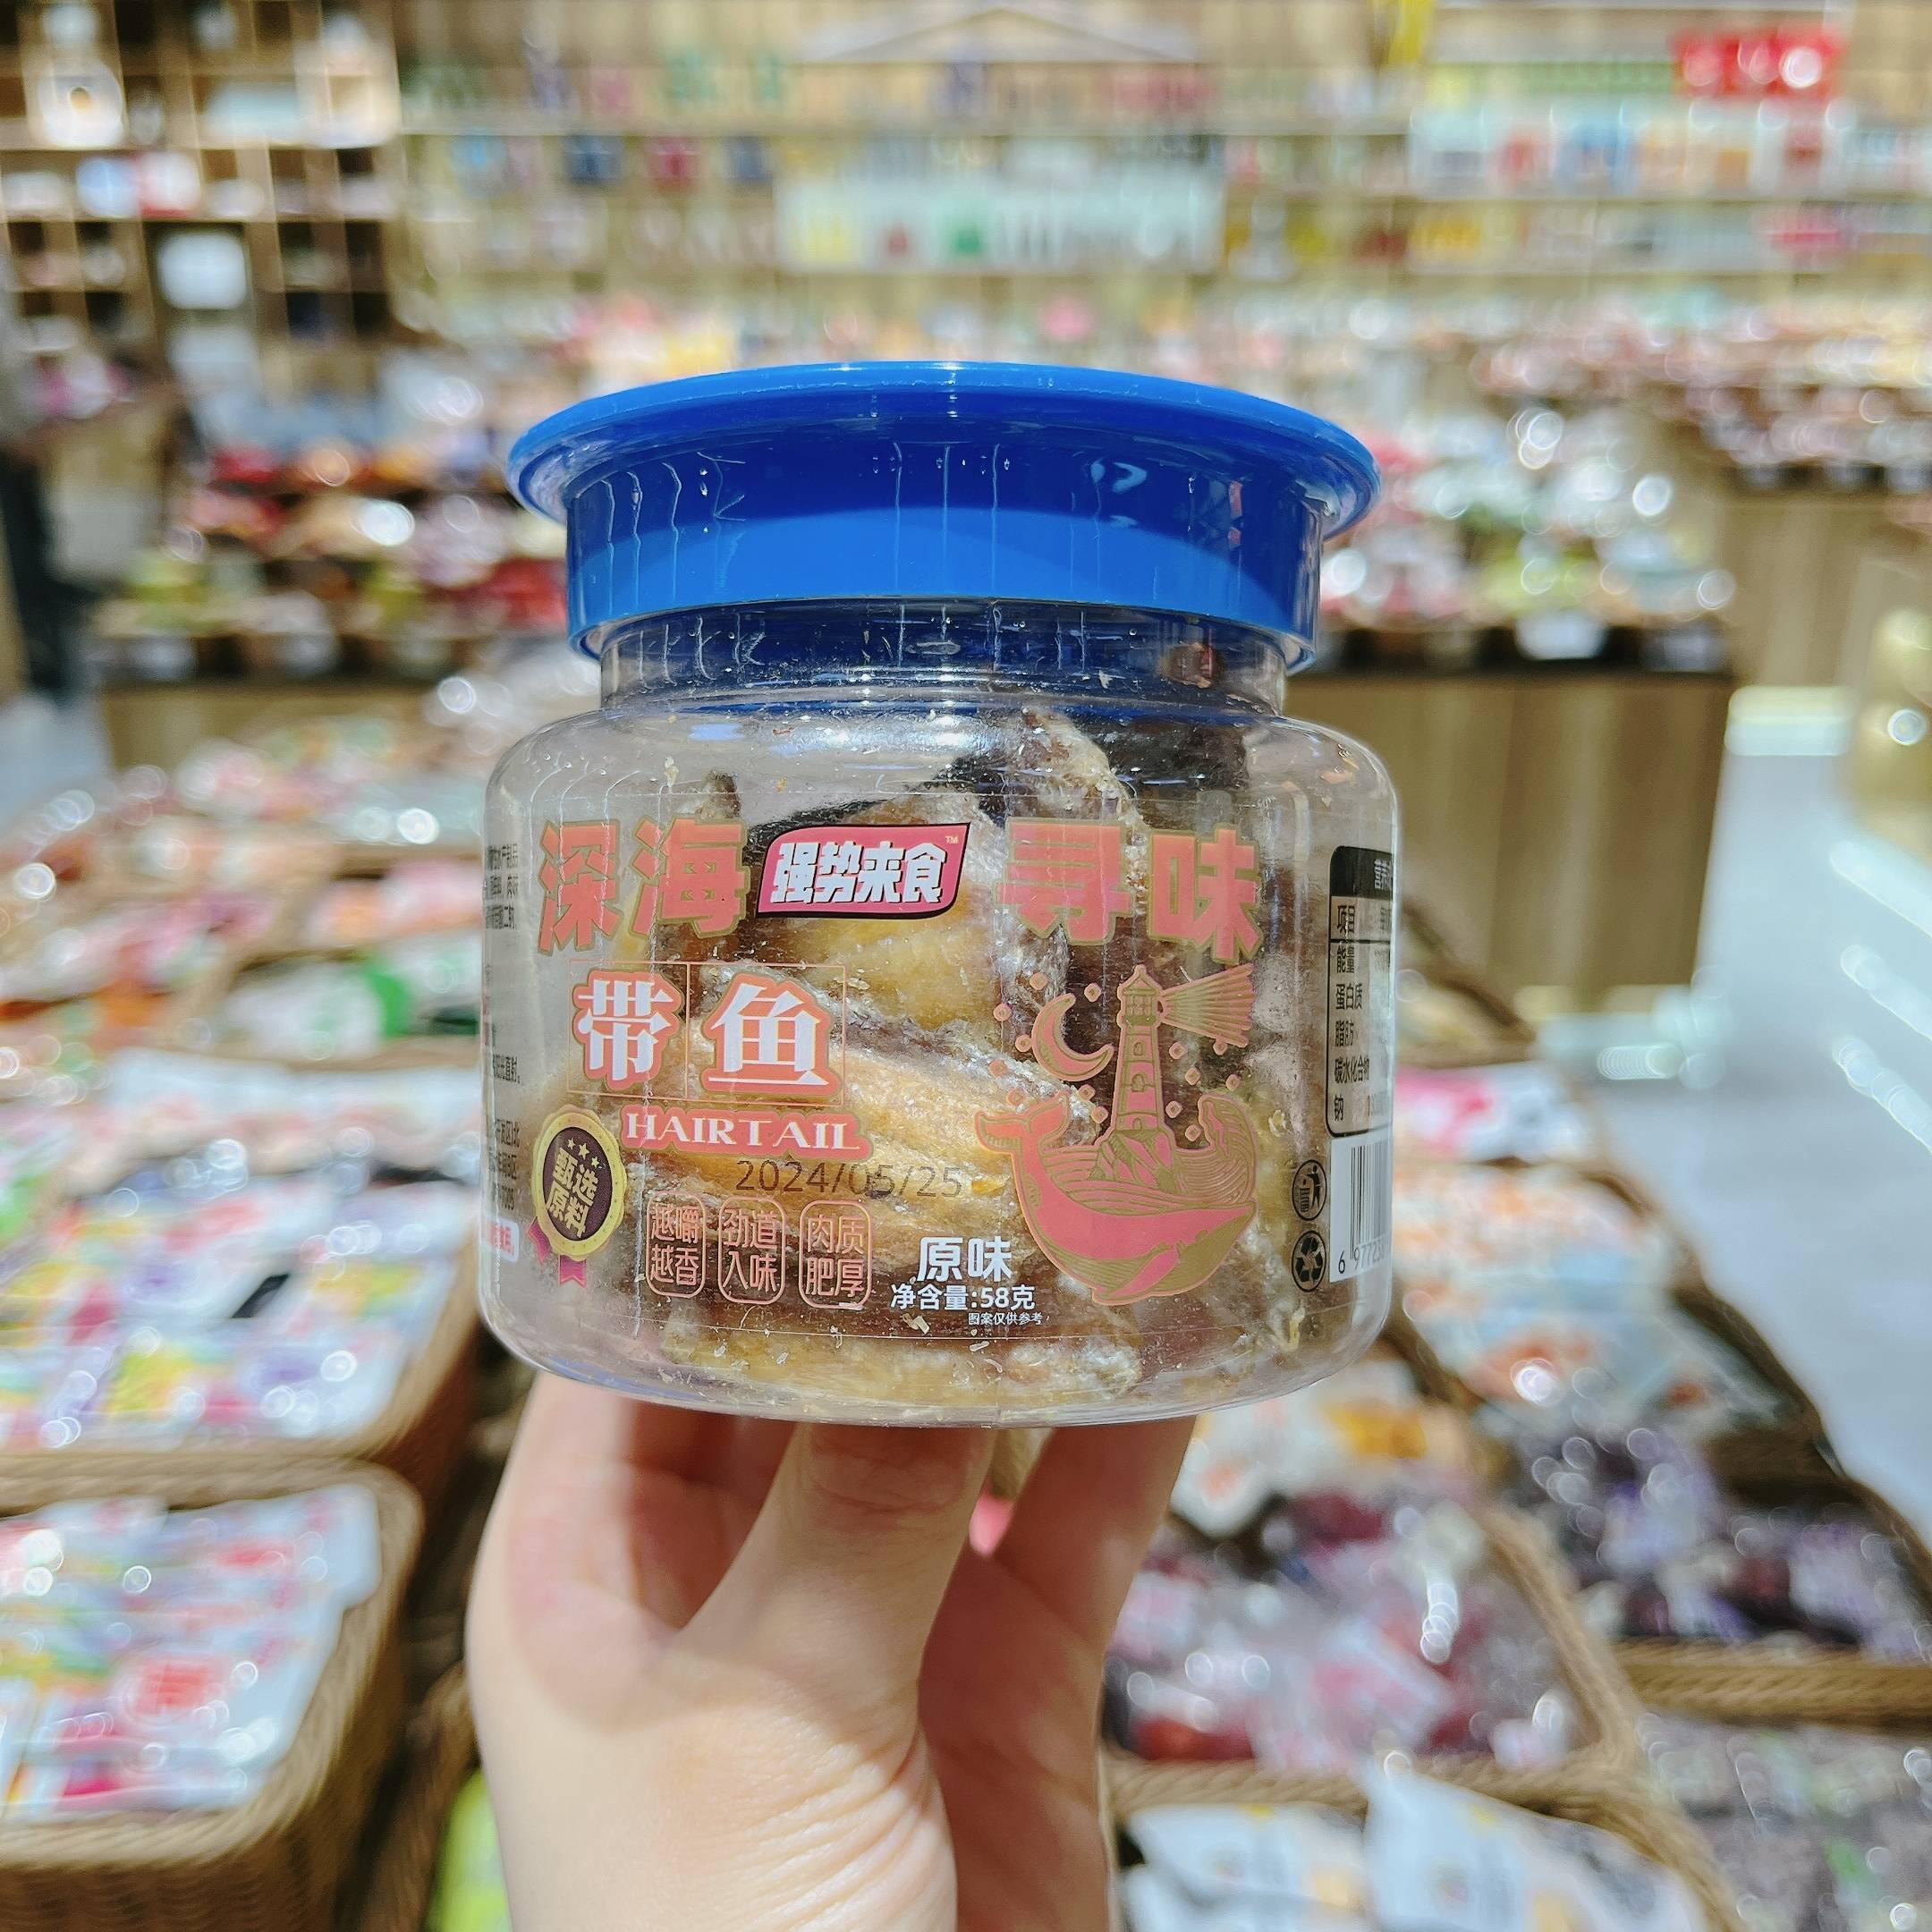 深海 强势来食™ 寻味
带鱼
HAIRTAIL
2024/05/25
甄选
原料
越嚼
越香
劲道
入味
肉质
肥厚
原味
净含量:58克
图案仅供参考
项目
能量
蛋白质
脂肪
碳水化合物
钠